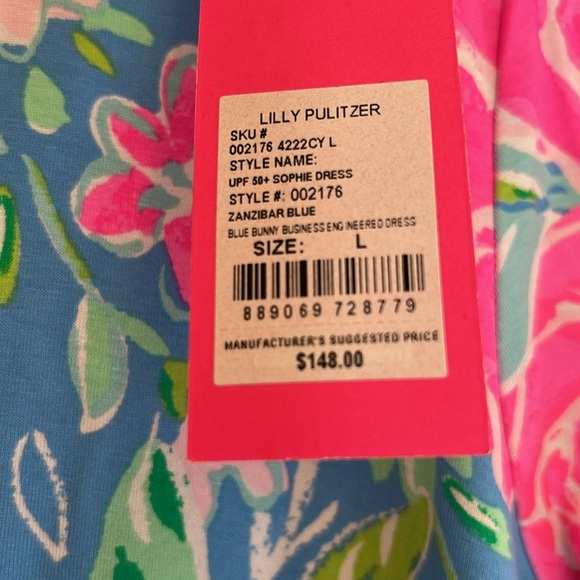 LILLY PULITZER
SKU #
002176 4222CY L
STYLE NAME:
UPF 50+ SOPHIE DRESS
STYLE #: 002176
ZANZIBAR BLUE
BLUE BUNNY BUSINESS ENGINEERED DRESS
SIZE: L
889069 728779
MANUFACTURER'S SUGGESTED PRICE
$148.00